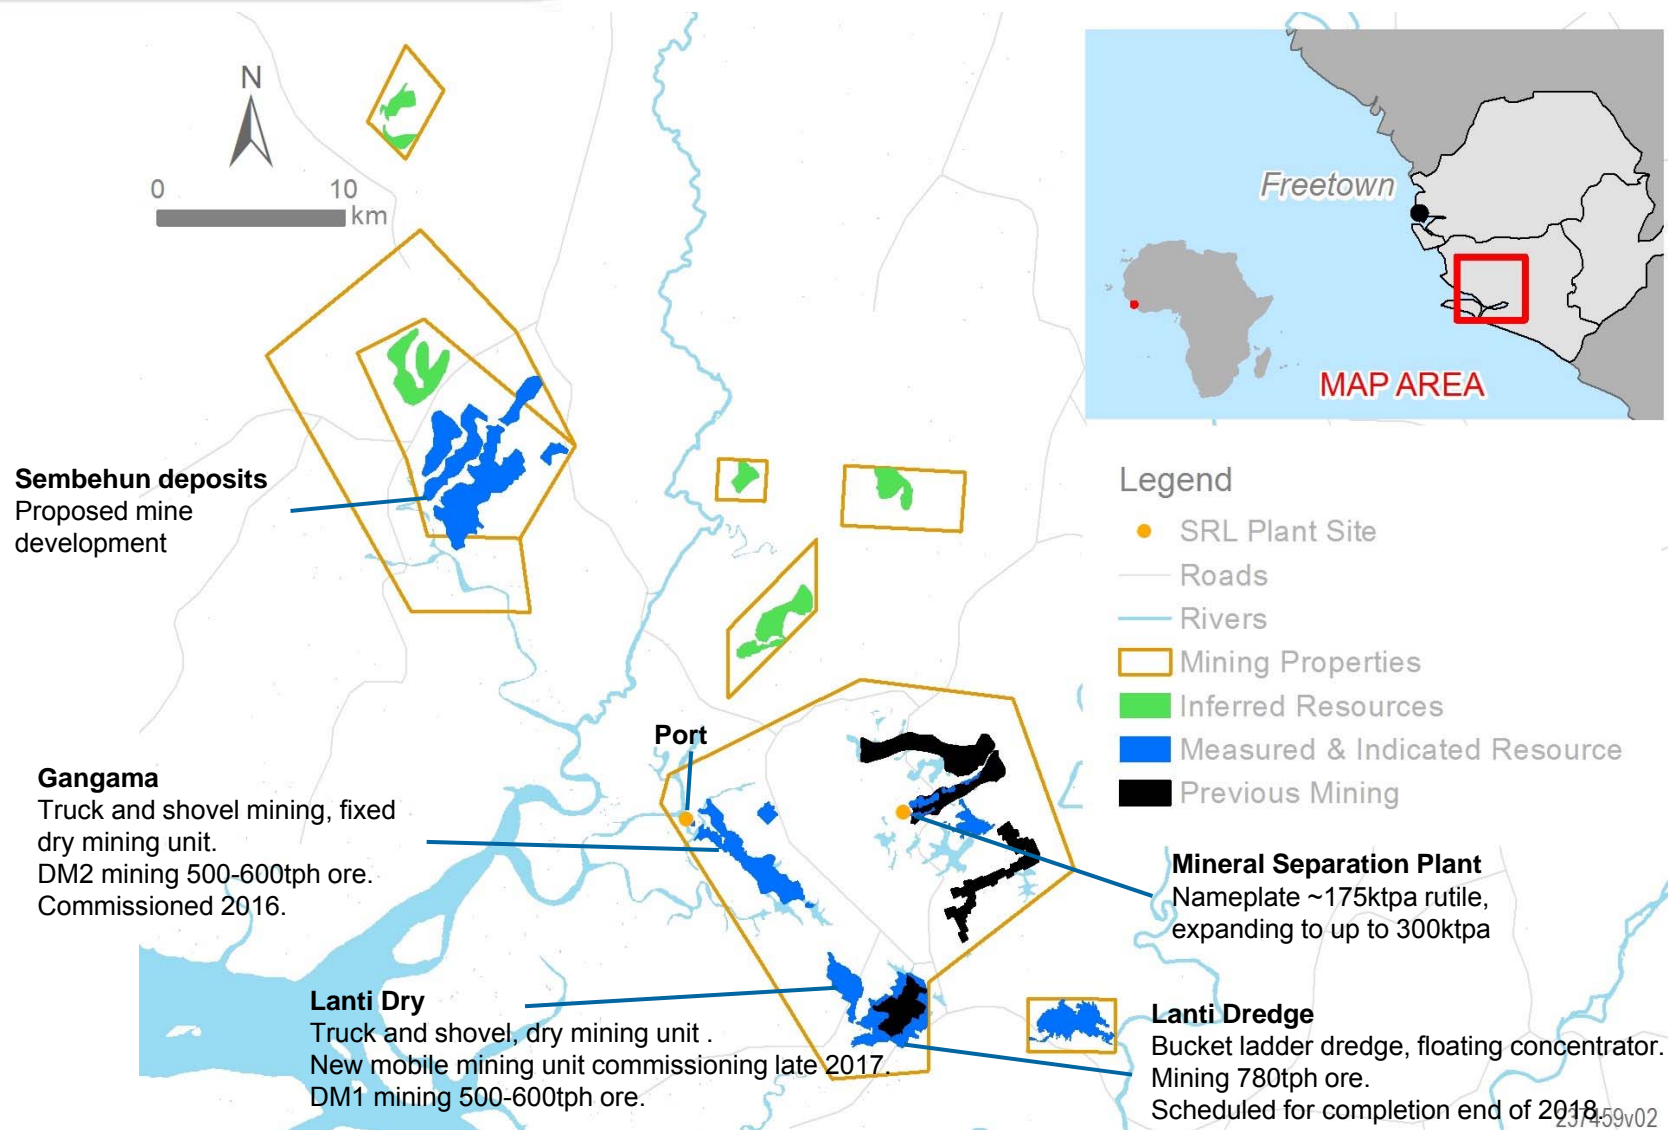 N
0 10
km
Freetown
MAP AREA
Sembehun deposits
Proposed mine
development
Legend
SRL Plant Site
Roads
Rivers
Mining Properties
Inferred Resources
Measured & Indicated Resource
Previous Mining
Port
Gangama
Truck and shovel mining, fixed
dry mining unit.
DM2 mining 500-600tph ore.
Commissioned 2016.
Mineral Separation Plant
Nameplate ~175ktpa rutile,
expanding to up to 300ktpa
Lanti Dry
Truck and shovel, dry mining unit .
New mobile mining unit commissioning late 2017.
DM1 mining 500-600tph ore.
Lanti Dredge
Bucket ladder dredge, floating concentrator.
Mining 780tph ore.
Scheduled for completion end of 2018.
237459v02